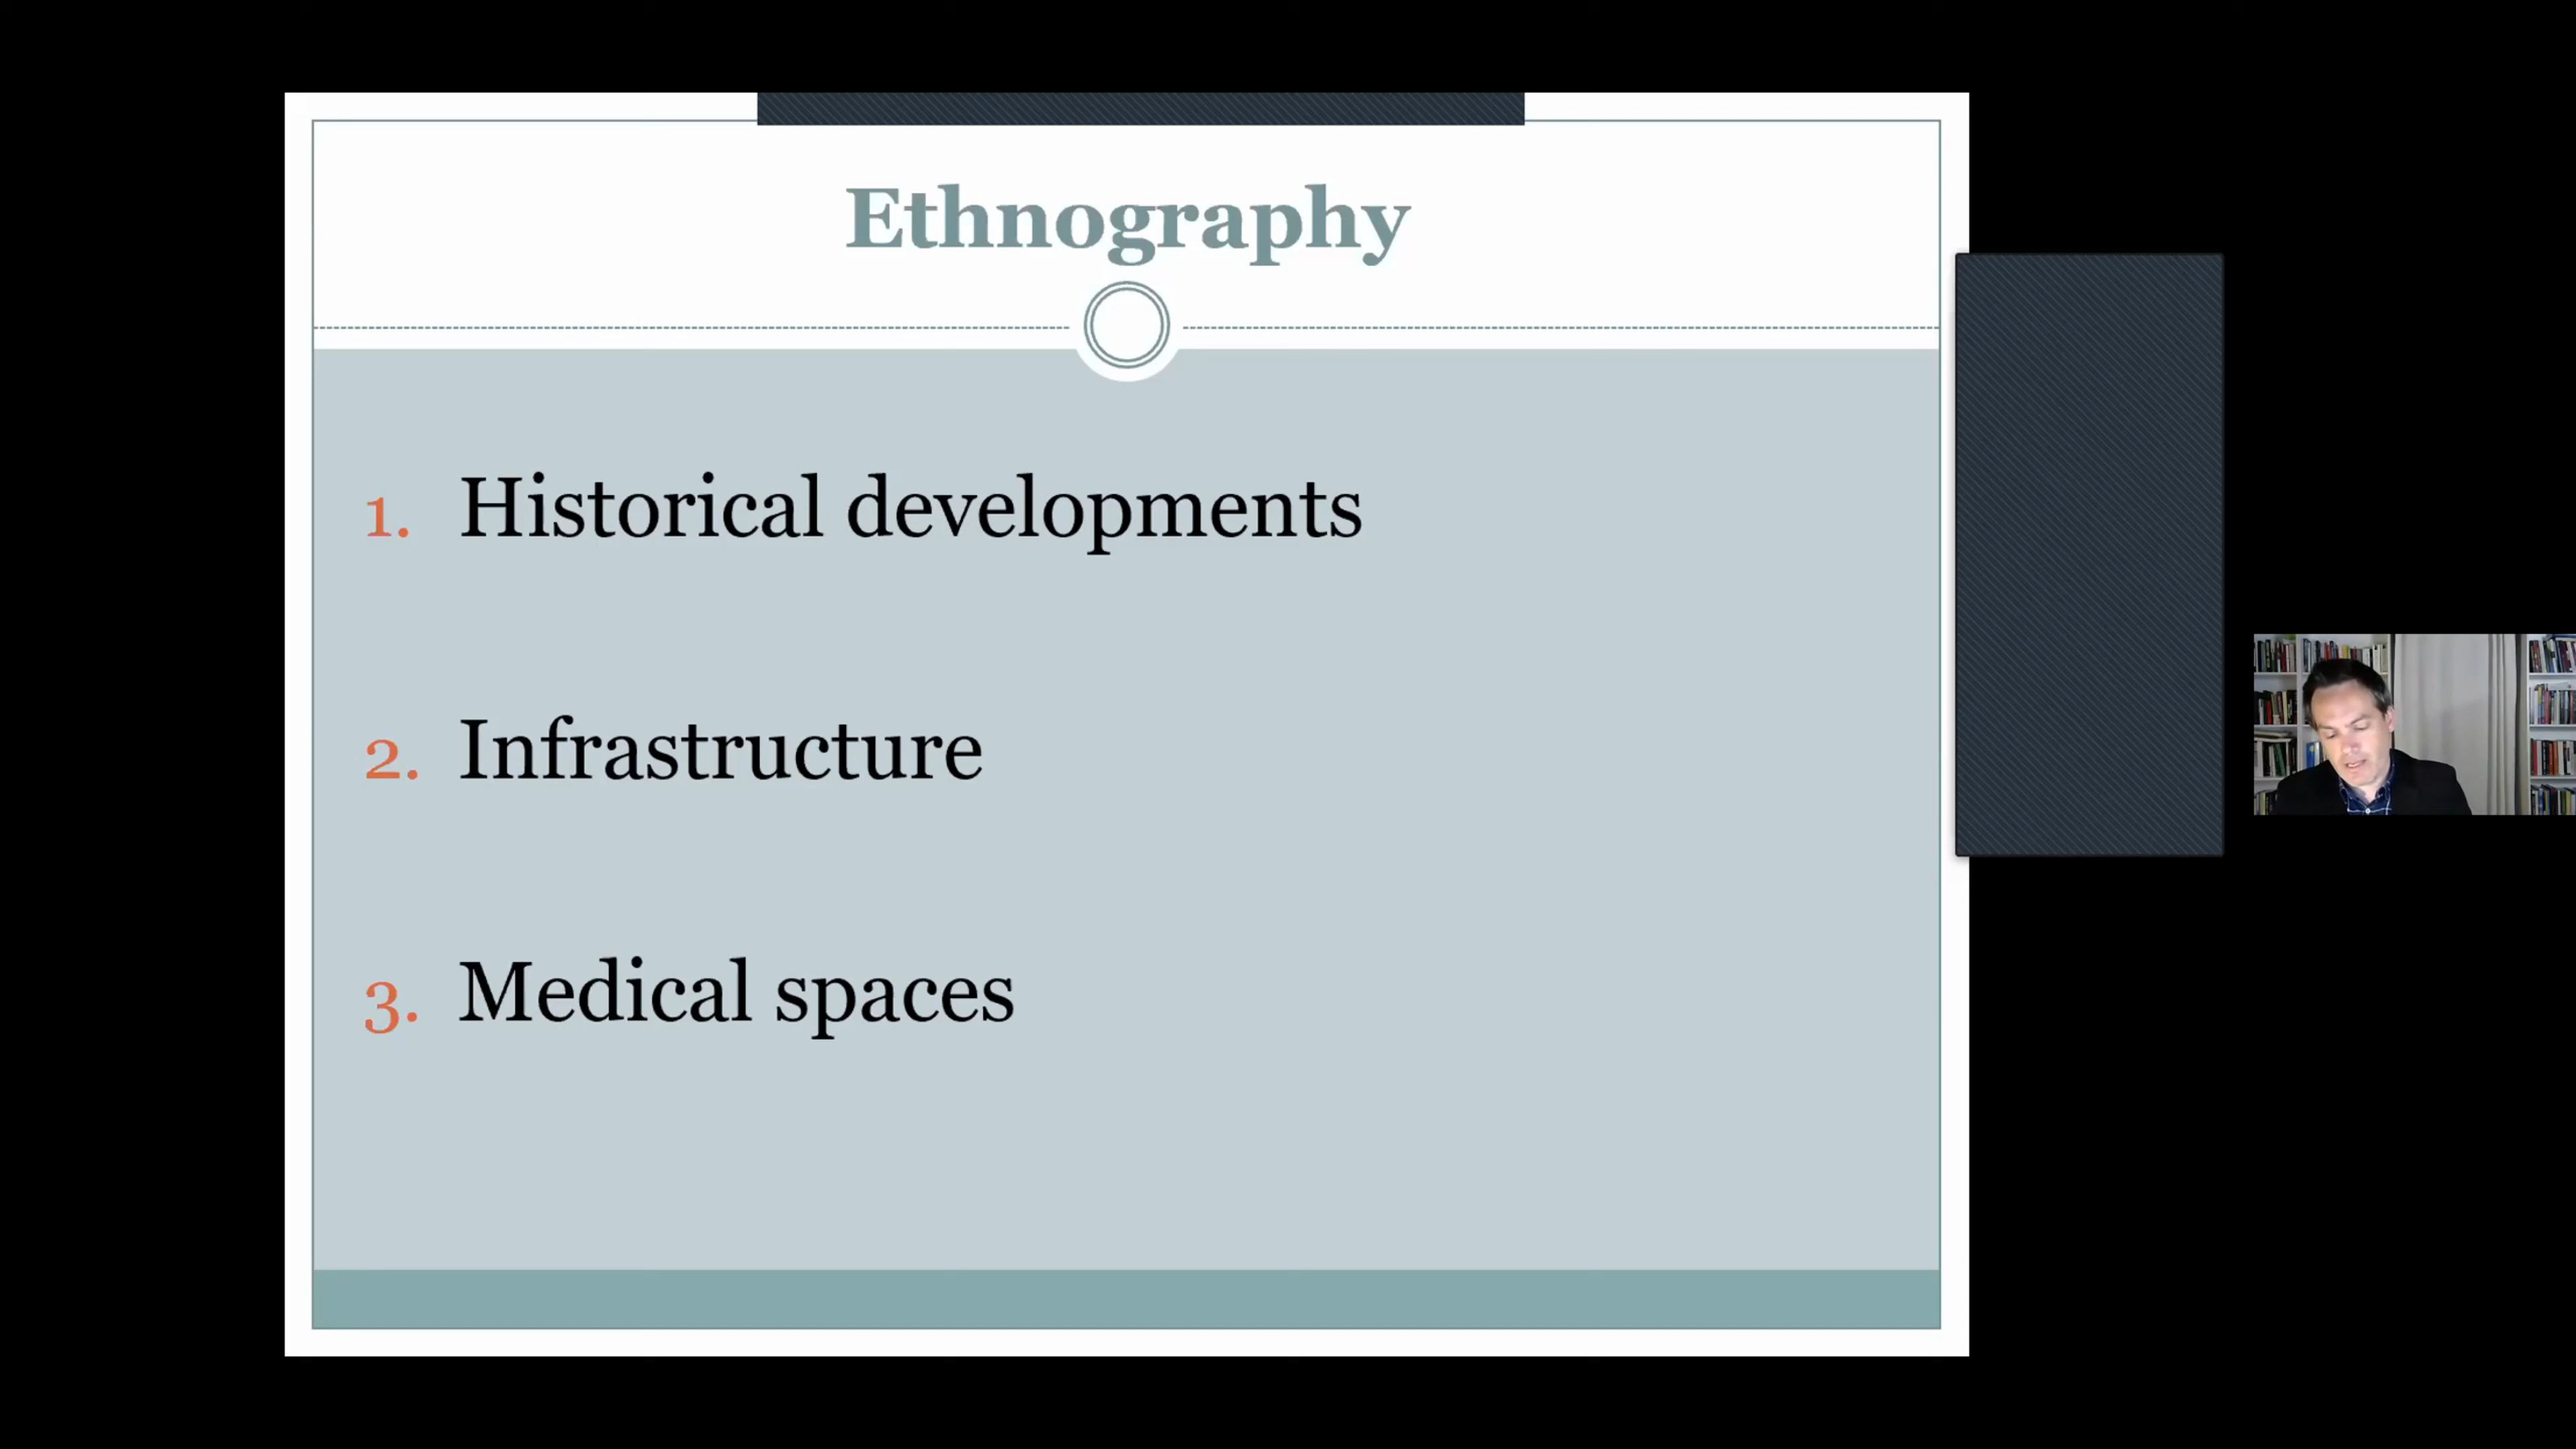 Ethnography
1. Historical developments
2. Infrastructure
3. Medical spaces